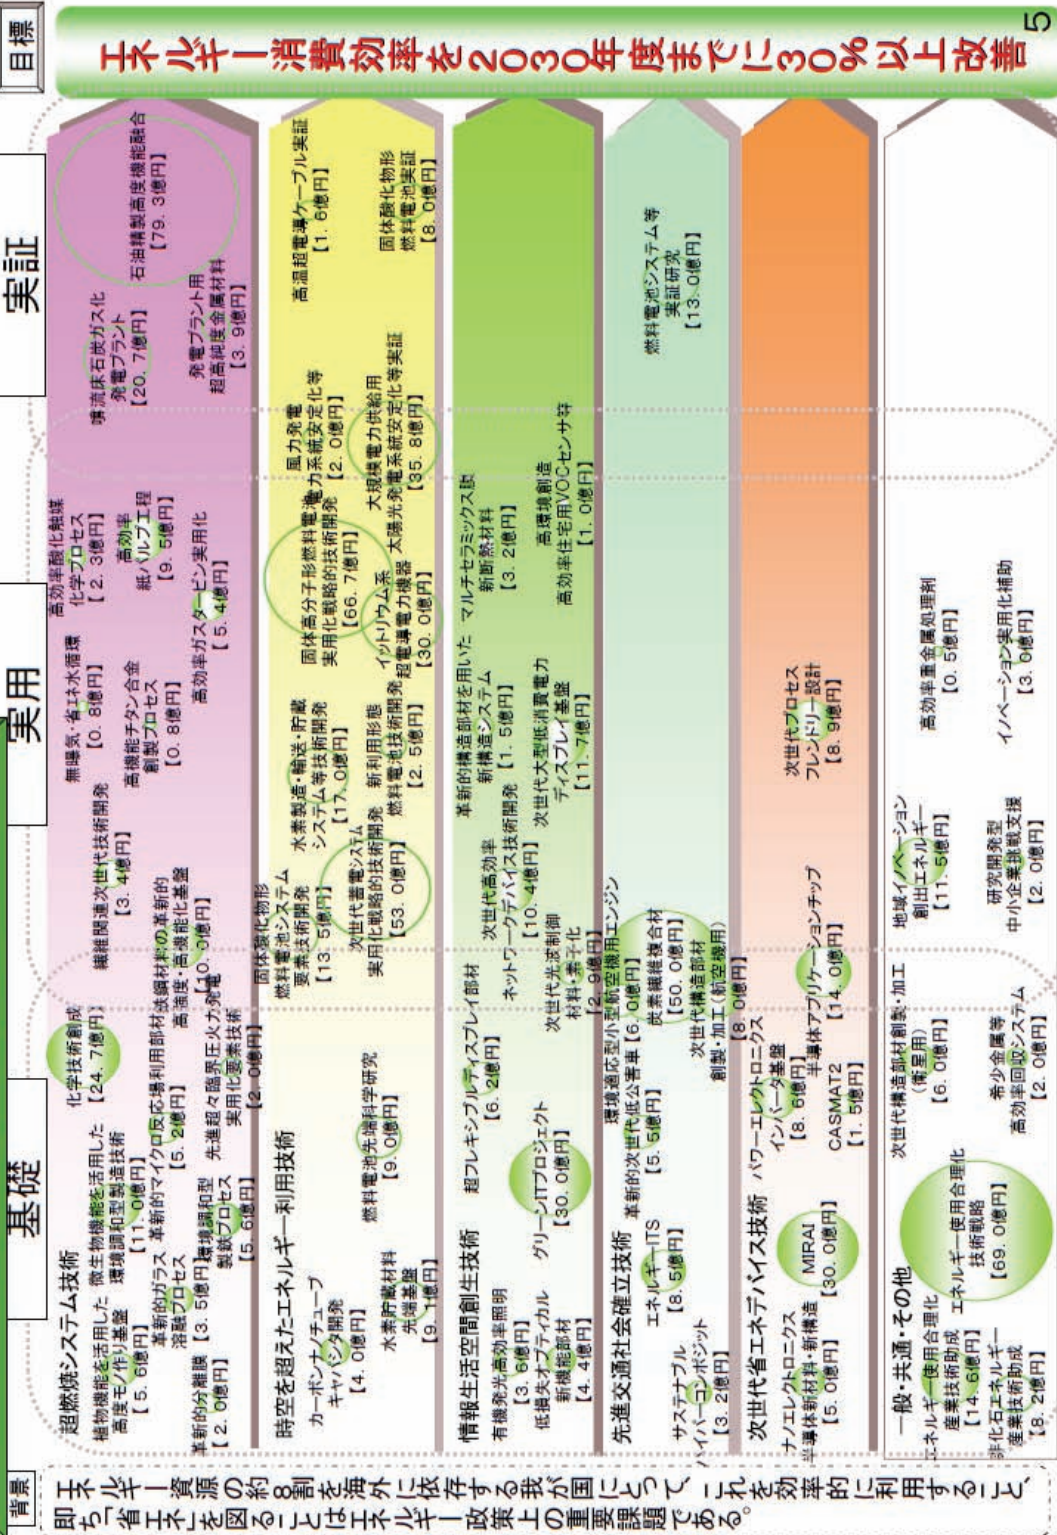 背景
エネルギー資源の約8割を海外に依存する我が国にとって、これを効率的に利用すること、
即ち「省エネ」を図ることはエネルギー政策上の重要課題である。
基礎
実用
実証
目標
エネルギー消費効率を2030年度までに30%以上改善
超燃焼システム技術
植物機能を活用した
高度モノ作り基盤
【5.6億円】
微生物機能を活用した
環境調和型製造技術
【11.0億円】
化学技術創成
【24.7億円】
革新的ガラス
溶融プロセス
【3.5億円】
革新的マイクロ反応場利用部材
【5.2億円】
鉄鋼材料の革新的
高強度・高機能化基盤
革新的分離膜
【2.0億円】
環境調和型
製鉄プロセス
【5.6億円】
先進超々臨界圧火力発電
実用化要素技術
【2.0億円】
繊維関連次世代技術開発
【3.4億円】
無曝気・省エネ水循環
【0.8億円】
高機能チタン合金
創製プロセス
【0.8億円】
高効率酸化触媒
化学プロセス
【2.3億円】
高効率
紙パルプ工程
【9.5億円】
高効率ガスタービン実用化
【5.4億円】
噴流床石炭ガス化
発電プラント
【20.7億円】
発電プラント用
超高純度金属材料
【3.9億円】
石油精製高度機能融合
【79.3億円】
時空を超えたエネルギー利用技術
カーボンナノチューブ
キャパシタ開発
【4.0億円】
水素貯蔵材料
先端基盤
【9.1億円】
燃料電池先端科学研究
【9.0億円】
固体酸化物形
燃料電池システム
要素技術開発
【13.5億円】
次世代蓄電システム
実用化戦略的技術開発
【53.0億円】
水素製造・輸送・貯蔵
システム等技術開発
【17.0億円】
新利用形態
燃料電池技術開発
【2.5億円】
固体高分子形燃料電池
実用化戦略的技術開発
【66.7億円】
イットリウム系
超電導電力機器
【30.0億円】
風力発電
電力系統安定化等
【2.0億円】
大規模電力供給用
太陽光発電系統安定化等実証
【35.8億円】
高温超電導ケーブル実証
【1.6億円】
固体酸化物形
燃料電池実証
【8.0億円】
情報生活空間創生技術
有機発光高効率照明
【3.6億円】
低損失オプティカル
新機能部材
【4.4億円】
超フレキシブルディスプレイ部材
【6.2億円】
グリーンITプロジェクト
【30.0億円】
次世代高効率
ネットワークデバイス技術開発
【10.4億円】
次世代光波制御
材料・素子化
【2.9億円】
革新的構造部材を用いた
新構造システム
【1.5億円】
次世代大型低消費電力
ディスプレイ基盤
【11.7億円】
マルチセラミックス膜
新断熱材料
【3.2億円】
高環境創造
高効率住宅用VOCセンサ等
【1.0億円】
先進交通社会確立技術
エネルギーITS
【8.5億円】
サステナブル
ハイパーコンポジット
【3.2億円】
革新的次世代低公害車
【5.5億円】
環境適応型小型航空機用エンジン
【6.0億円】
炭素繊維複合材
【50.0億円】
次世代構造部材
創製・加工(航空機用)
【8.0億円】
燃料電池システム等
実証研究
【13.0億円】
次世代省エネデバイス技術
ナノエレクトロニクス
半導体新材料・新構造
【5.0億円】
MIRAI
【30.0億円】
パワーエレクトロニクス
インバータ基盤
【8.6億円】
CASMAT2
【1.5億円】
半導体アプリケーションチップ
【14.0億円】
次世代プロセス
フレンドリー設計
【8.9億円】
一般・共通・その他
エネルギー使用合理化
産業技術助成
【14.6億円】
非化石エネルギー
産業技術助成
【8.2億円】
エネルギー使用合理化
技術戦略
【69.0億円】
次世代構造部材創製・加工
(衛星用)
【6.0億円】
希少金属等
高効率回収システム
【2.0億円】
地域イノベーション
創出エネルギー
【11.5億円】
研究開発型
中小企業挑戦支援
【2.0億円】
高効率重金属処理剤
【0.5億円】
イノベーション実用化補助
【3.0億円】
5